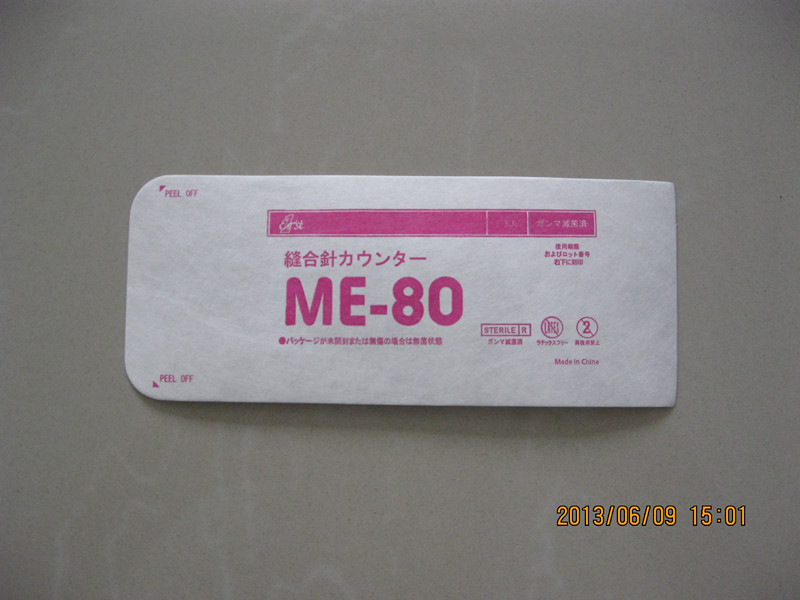 PEEL OFF
ガンマ滅菌済
使用期限
およびロット番号
右下に刻印
縫合針カウンター
ME-80
●パッケージが未開封または無傷の場合は無菌状態
STERILE R
ガンマ滅菌済
LATEX
ラテックスフリー
2
再使用禁止
Made in China
PEEL OFF
2013/06/09 15:01